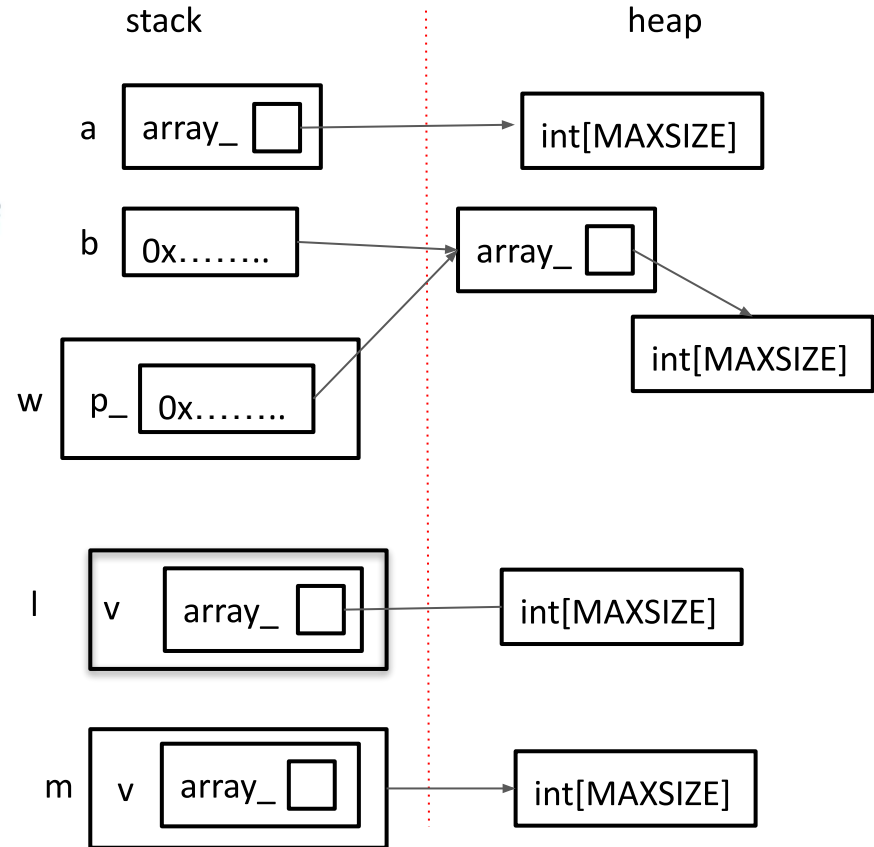 stack
heap
a
array_
int[MAXSIZE]
b
0x……..
array_
int[MAXSIZE]
w
p_
0x……..
l
v
array_
int[MAXSIZE]
m
v
array_
int[MAXSIZE]